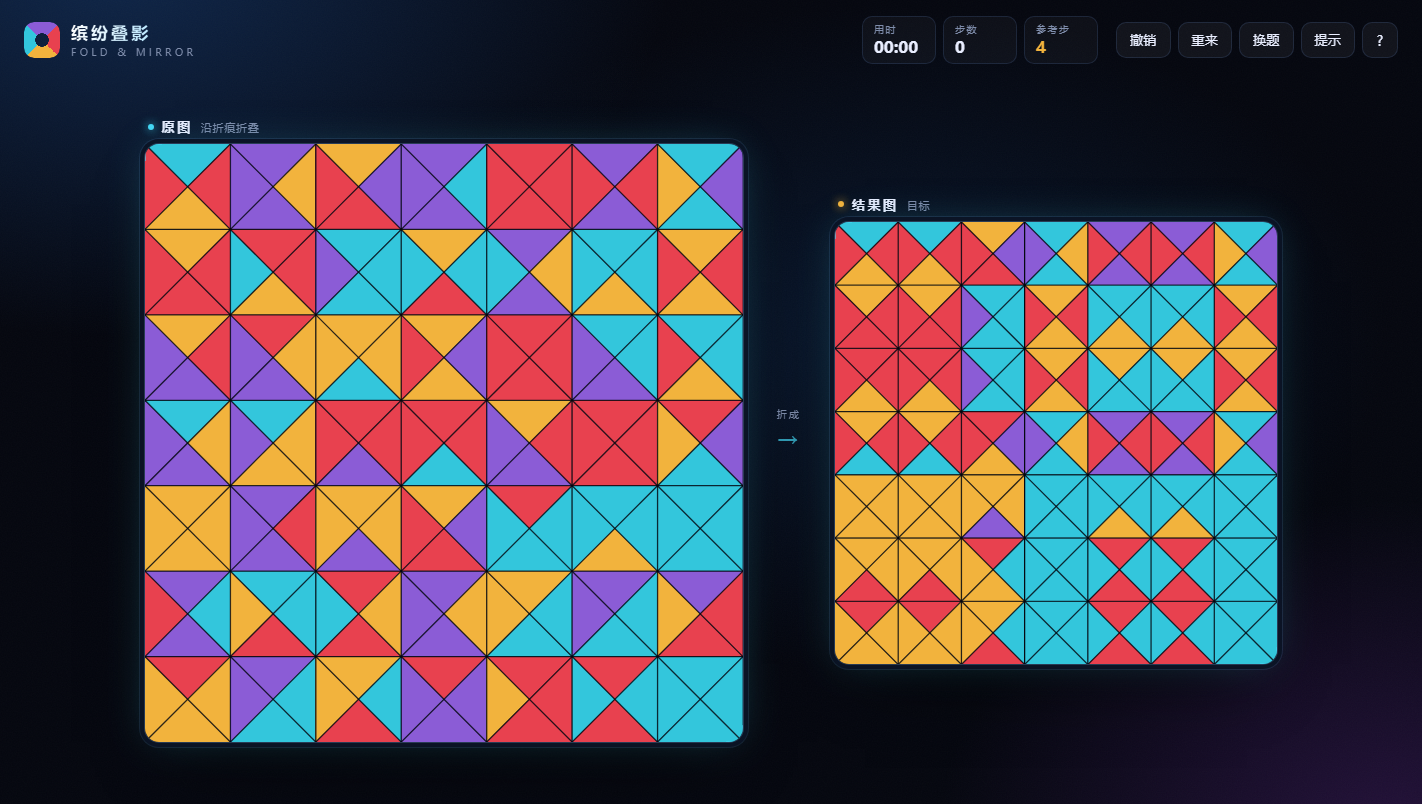 缤纷叠影
FOLD & MIRROR
用时
00:00
步数
0
参考步
4
撤销
重来
换题
提示
?
原图 沿折痕折叠
折成
→
结果图 目标